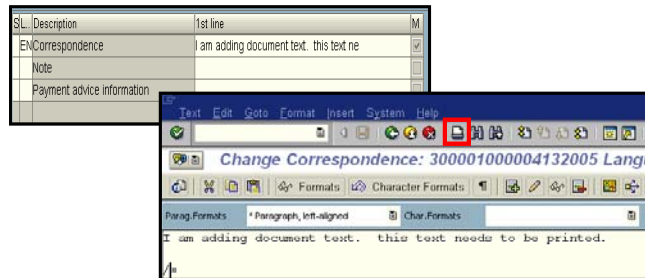 S L.. Description 1st line M
EN Correspondence I am adding document text. this text ne
Note
Payment advice information
Text Edit Goto Format Insert System Help
Change Correspondence: 300001000004132005 Langu
Formats Character Formats
Parag.Formats * Paragraph, left-aligned Char.Formats
I am adding document text. this text needs to be printed.
/=